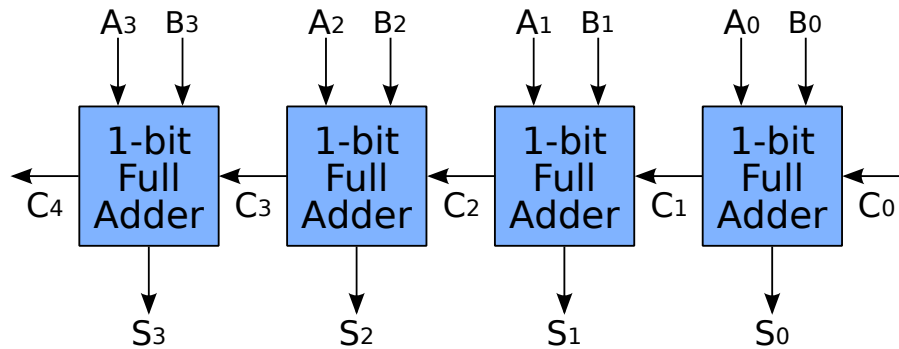 A3 B3 A2 B2 A1 B1 A0 B0
1-bit 1-bit 1-bit 1-bit
Full Full Full Full
Adder Adder Adder Adder
C4 C3 C2 C1 C0
S3 S2 S1 S0